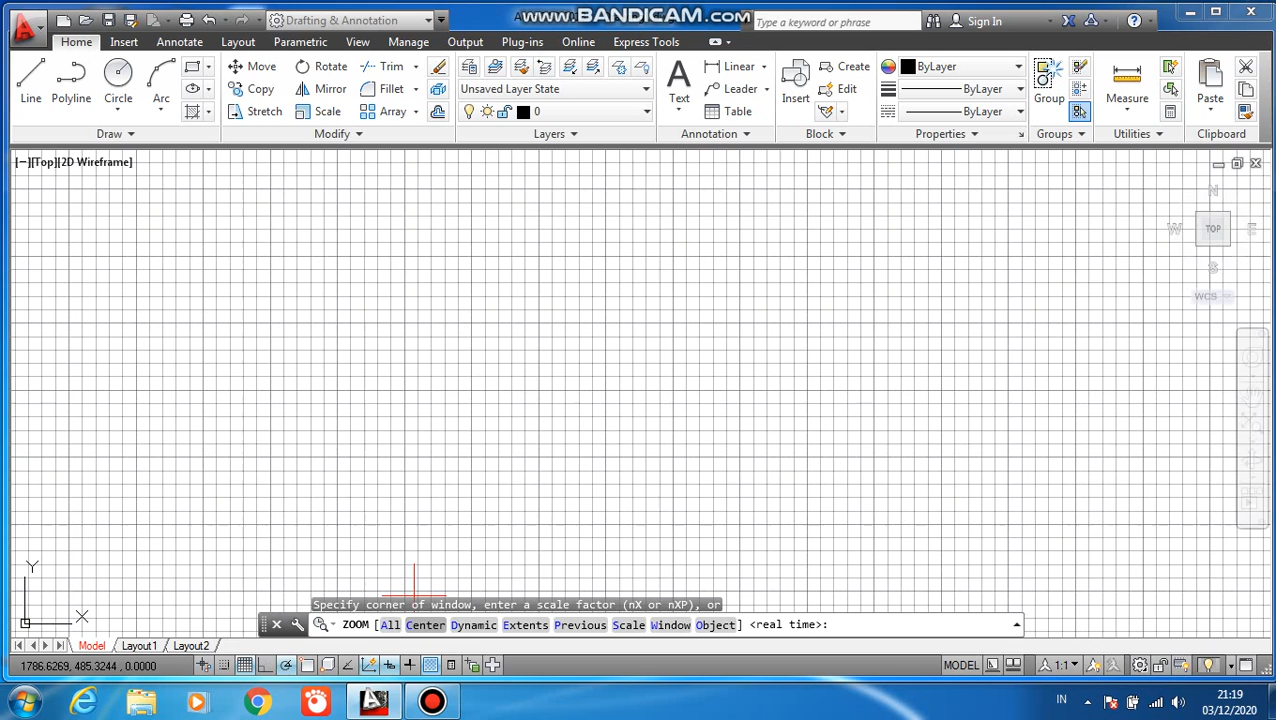 Drafting & Annotation
www.BANDICAM.com
Type a keyword or phrase
Sign In
Home Insert Annotate Layout Parametric View Manage Output Plug-ins Online Express Tools
Line Polyline Circle Arc
Move Rotate Trim
Copy Mirror Fillet
Stretch Scale Array
Unsaved Layer State
0
Text Linear
Leader
Table
Insert Create
Edit
ByLayer
ByLayer
ByLayer
Group Measure Paste
Draw Modify Layers Annotation Block Properties Groups Utilities Clipboard
[−][Top][2D Wireframe]
N
W TOP E
S
WCS
Y
X
Specify corner of window, enter a scale factor (nX or nXP), or
ZOOM [All Center Dynamic Extents Previous Scale Window Object] <real time>:
Model Layout1 Layout2
1786.6269, 485.3244, 0.0000
MODEL 1:1
IN
21:19
03/12/2020